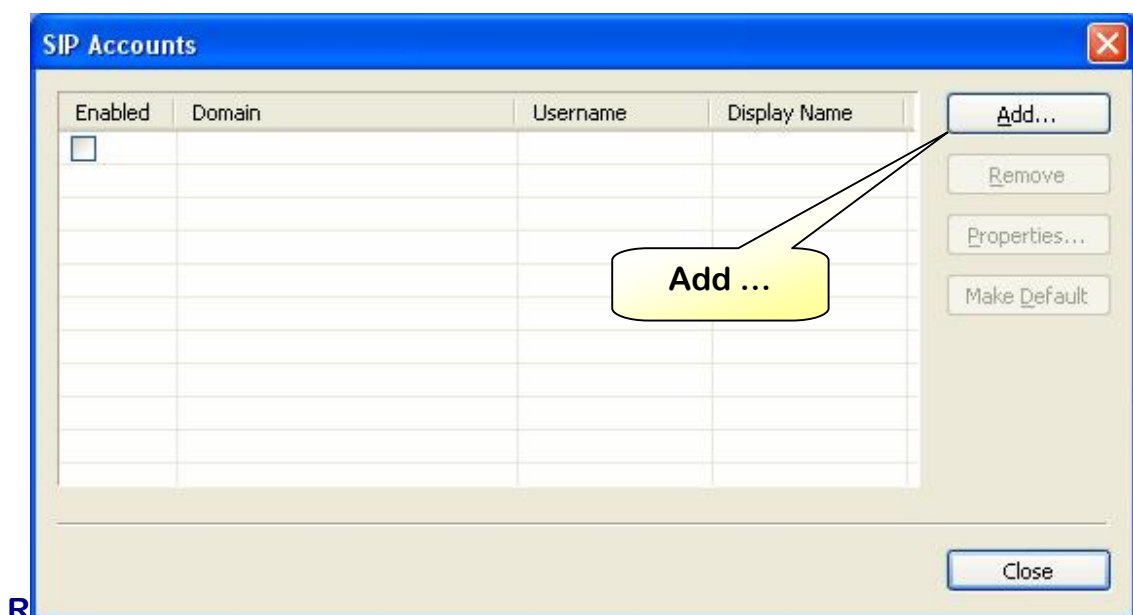 SIP Accounts
Enabled Domain Username Display Name
Add...
Remove
Properties...
Make Default
Add ...
Close
R